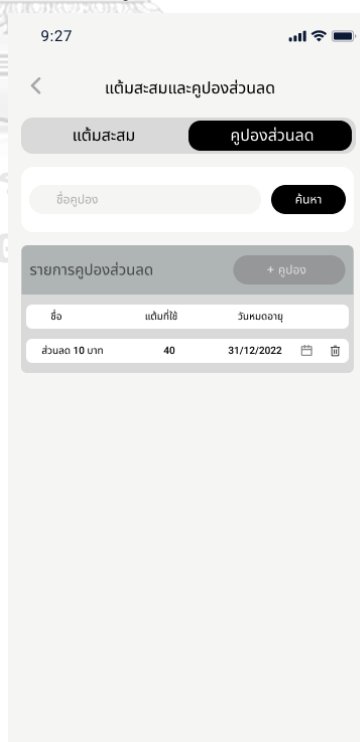 9:27
แต้มสะสมและคูปองส่วนลด
แต้มสะสม คูปองส่วนลด
ชื่อคูปอง ค้นหา
รายการคูปองส่วนลด + คูปอง
ชื่อ แต้มที่ใช้ วันหมดอายุ
ส่วนลด 10 บาท 40 31/12/2022